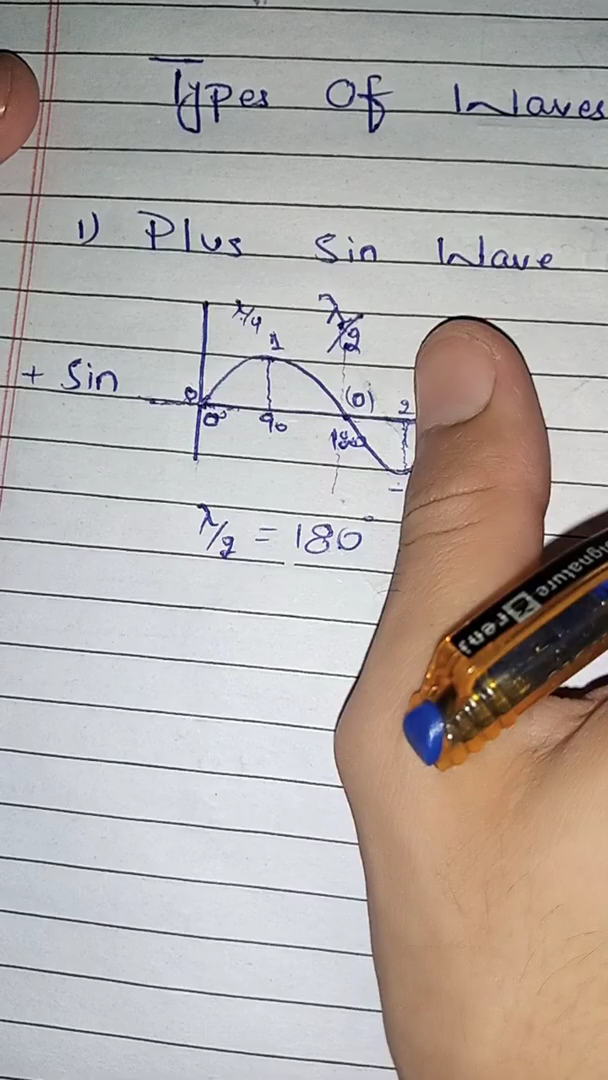 Types Of Waves
1) Plus Sin Wave
λ/4 λ/2
1
+ Sin
0 (0) 2
0° 90 180
-
λ/2 = 180°